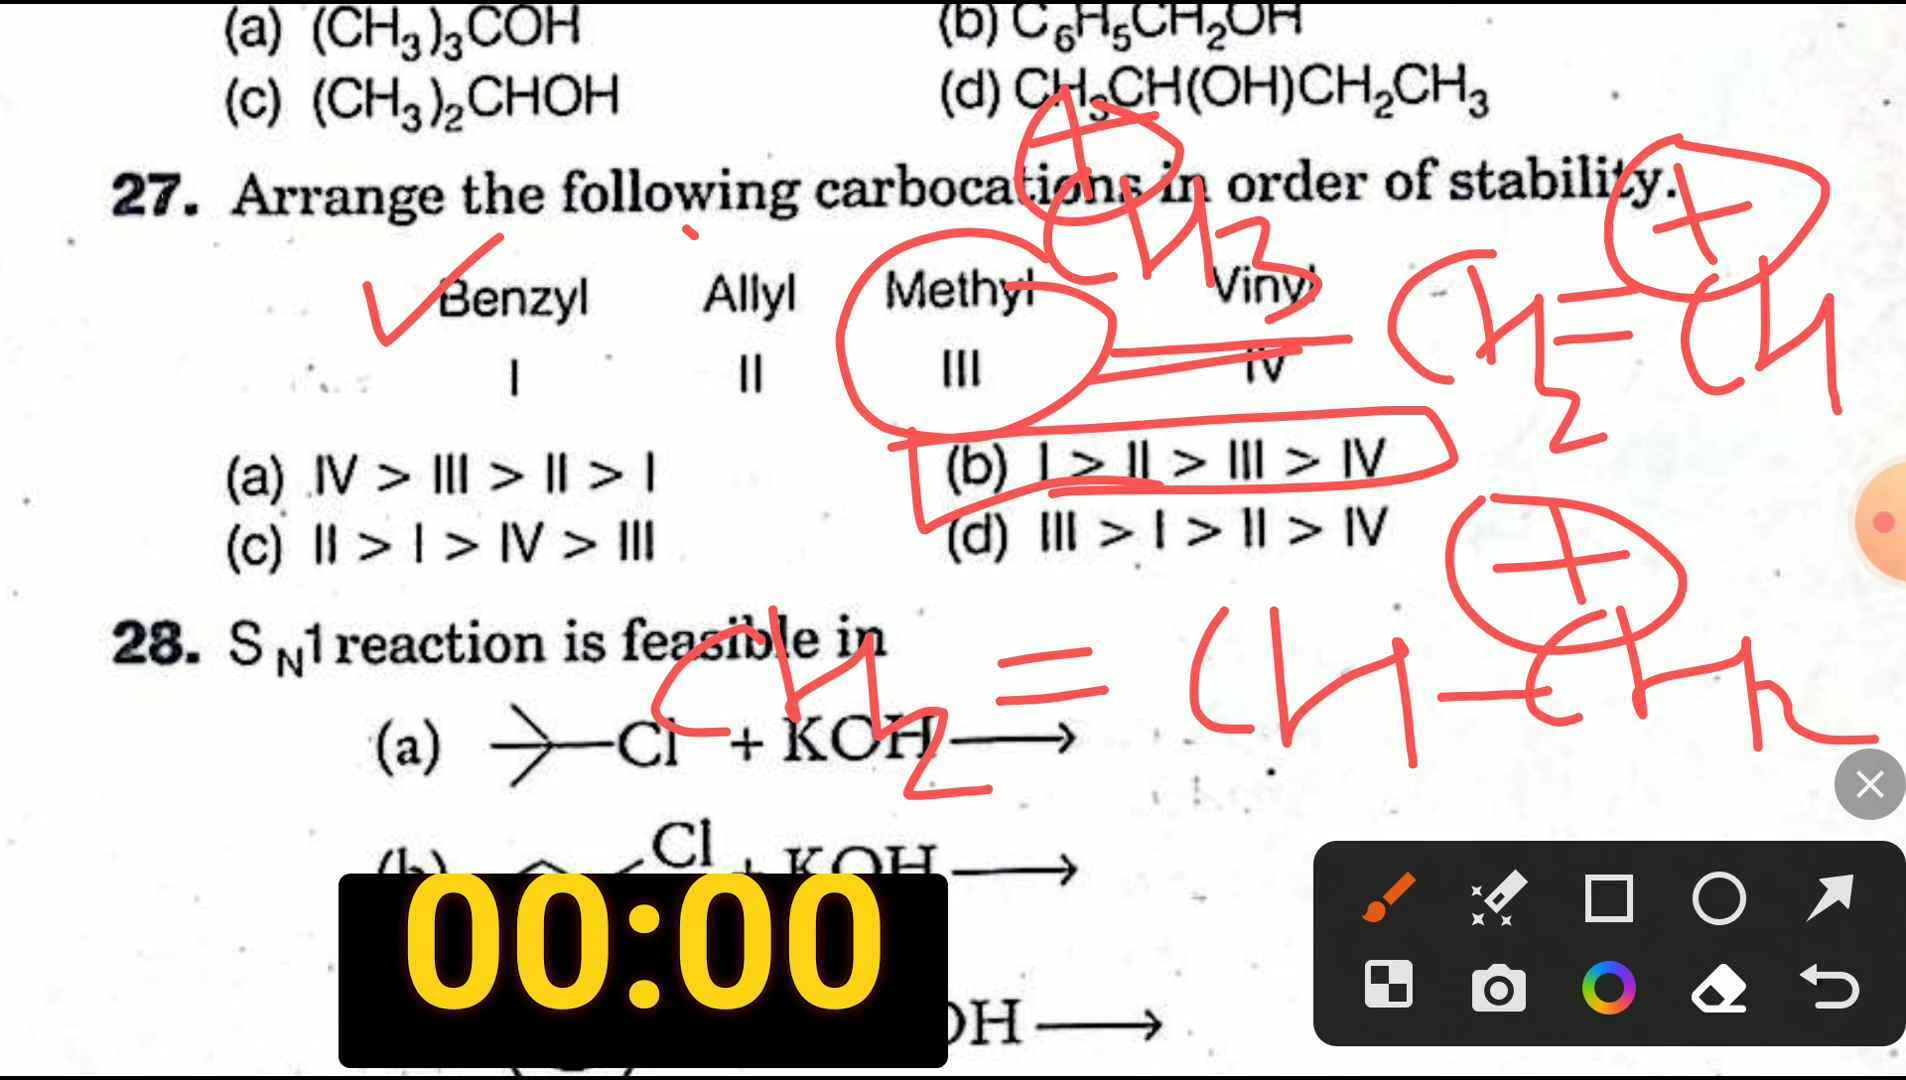 (a) (CH₃)₃COH (b) C₆H₅CH₂OH
(c) (CH₃)₂CHOH (d) CH₃CH(OH)CH₂CH₃
27. Arrange the following carbocations in order of stability.
Benzyl Allyl Methyl Vinyl
I II III IV
(a) IV > III > II > I (b) I > II > III > IV
(c) II > I > IV > III (d) III > I > II > IV
28. S N1 reaction is feasible in
(a) Cl + KOH ⟶
(b) Cl + KOH ⟶
OH ⟶
+
CH3
+
CH2 = CH
+
CH2 = CH - CH2
00:00